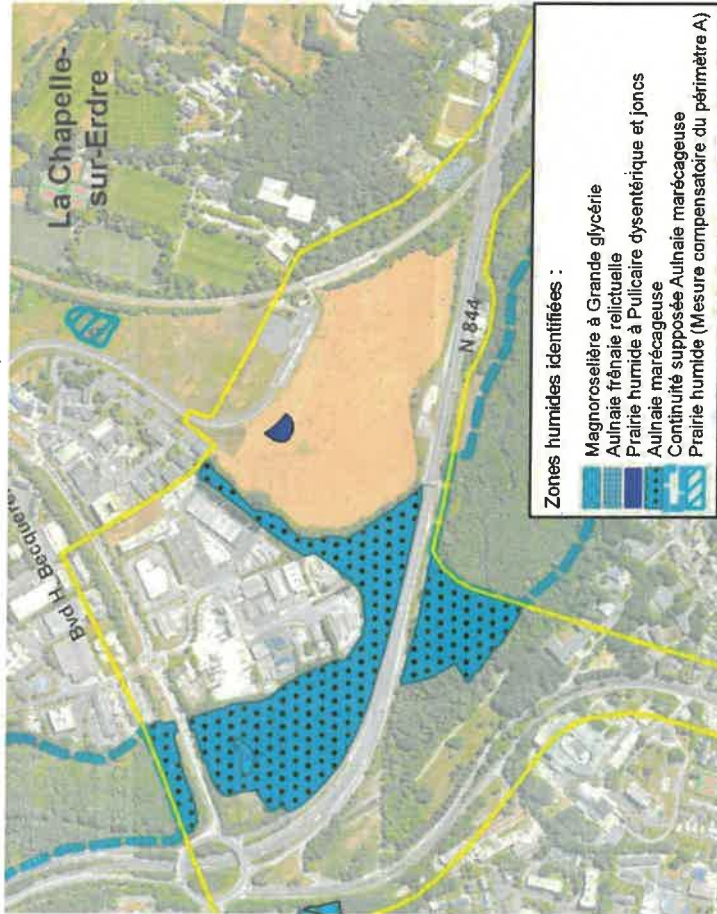 La Chapelle-
sur-Erdre
Bvd H. Becquere
N 844
Zones humides identifiées :
Magnoroselière à Grande glycérie
Aulnaie frênaie relictuelle
Prairie humide à Pulicaire dysentérique et joncs
Aulnaie marécageuse
Continuité supposée Aulnaie marécageuse
Prairie humide (Mesure compensatoire du périmètre A)